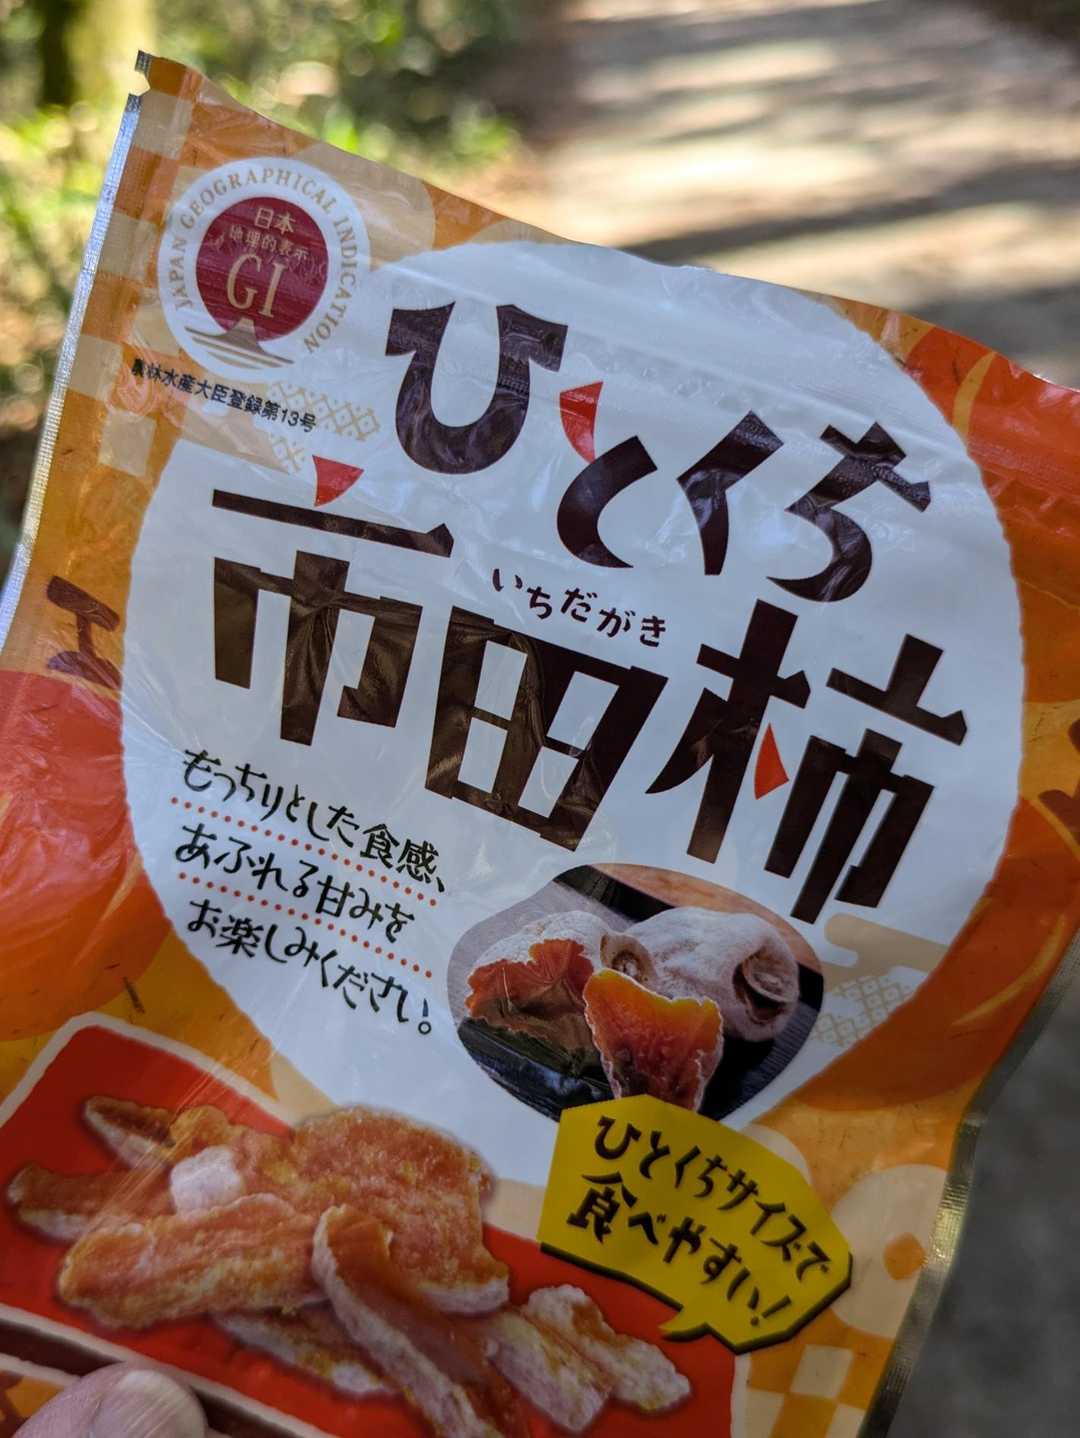 JAPAN GEOGRAPHICAL INDICATION
日本
地理的表示
GI
農林水産大臣登録第13号
ひとくち
いちだがき
市田柿
もっちりとした食感、
あふれる甘みを
お楽しみください。
ひとくちサイズで
食べやすい!